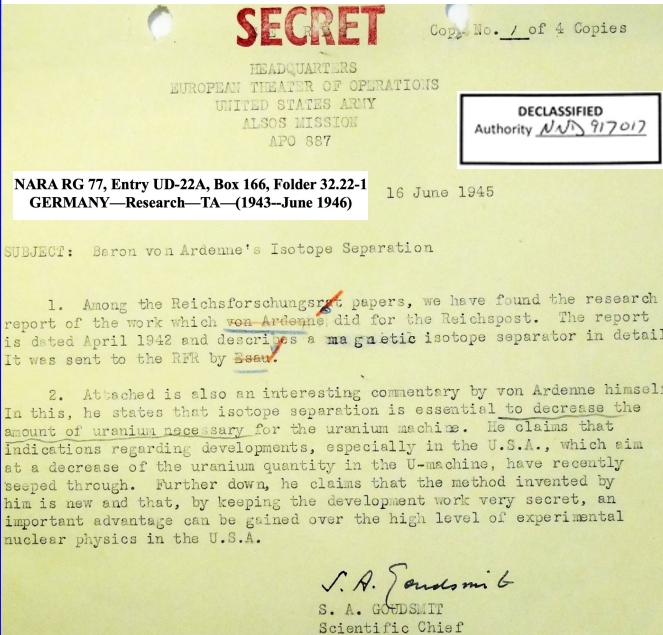 SECRET
Copy No. 1 of 4 Copies
HEADQUARTERS
EUROPEAN THEATER OF OPERATIONS
UNITED STATES ARMY
ALSOS MISSION
APO 887
DECLASSIFIED
Authority NND 917017
NARA RG 77, Entry UD-22A, Box 166, Folder 32.22-1
GERMANY—Research—TA—(1943--June 1946)
16 June 1945
SUBJECT: Baron von Ardenne's Isotope Separation
1. Among the Reichsforschungsrat papers, we have found the research
report of the work which von Ardenne did for the Reichspost. The report
is dated April 1942 and describes a magnetic isotope separator in detail
It was sent to the RFR by Esau.
2. Attached is also an interesting commentary by von Ardenne himself
In this, he states that isotope separation is essential to decrease the
amount of uranium necessary for the uranium machine. He claims that
indications regarding developments, especially in the U.S.A., which aim
at a decrease of the uranium quantity in the U-machine, have recently
seeped through. Further down, he claims that the method invented by
him is new and that, by keeping the development work very secret, an
important advantage can be gained over the high level of experimental
nuclear physics in the U.S.A.
S. A. Goudsmit
S. A. GOUDSMIT
Scientific Chief